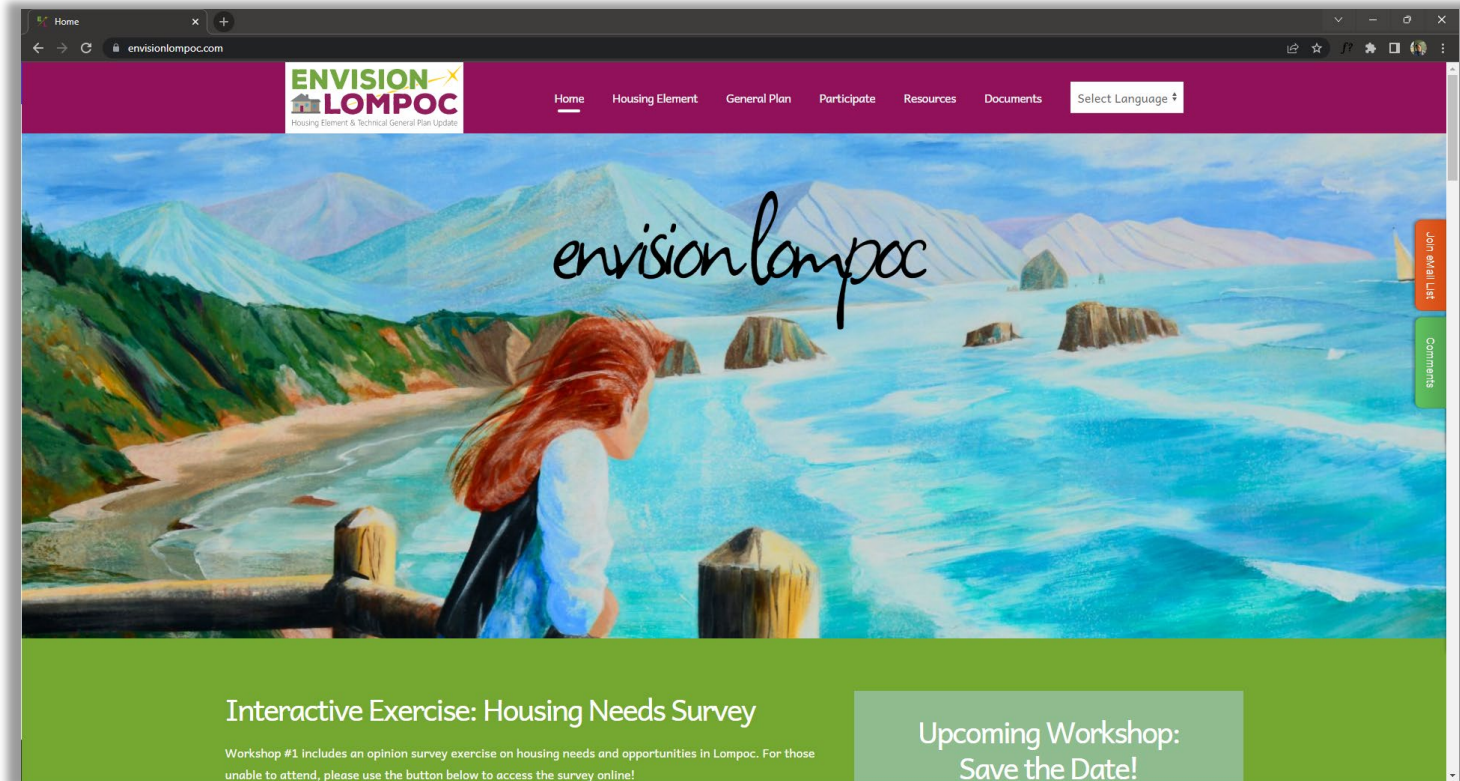 Home
envisionlompoc.com
ENVISION
LOMPOC
Housing Element & Technical General Plan Update
Home Housing Element General Plan Participate Resources Documents Select Language
envision lompoc
Join eMail List
Comments
Interactive Exercise: Housing Needs Survey
Workshop #1 includes an opinion survey exercise on housing needs and opportunities in Lompoc. For those
unable to attend, please use the button below to access the survey online!
Upcoming Workshop:
Save the Date!